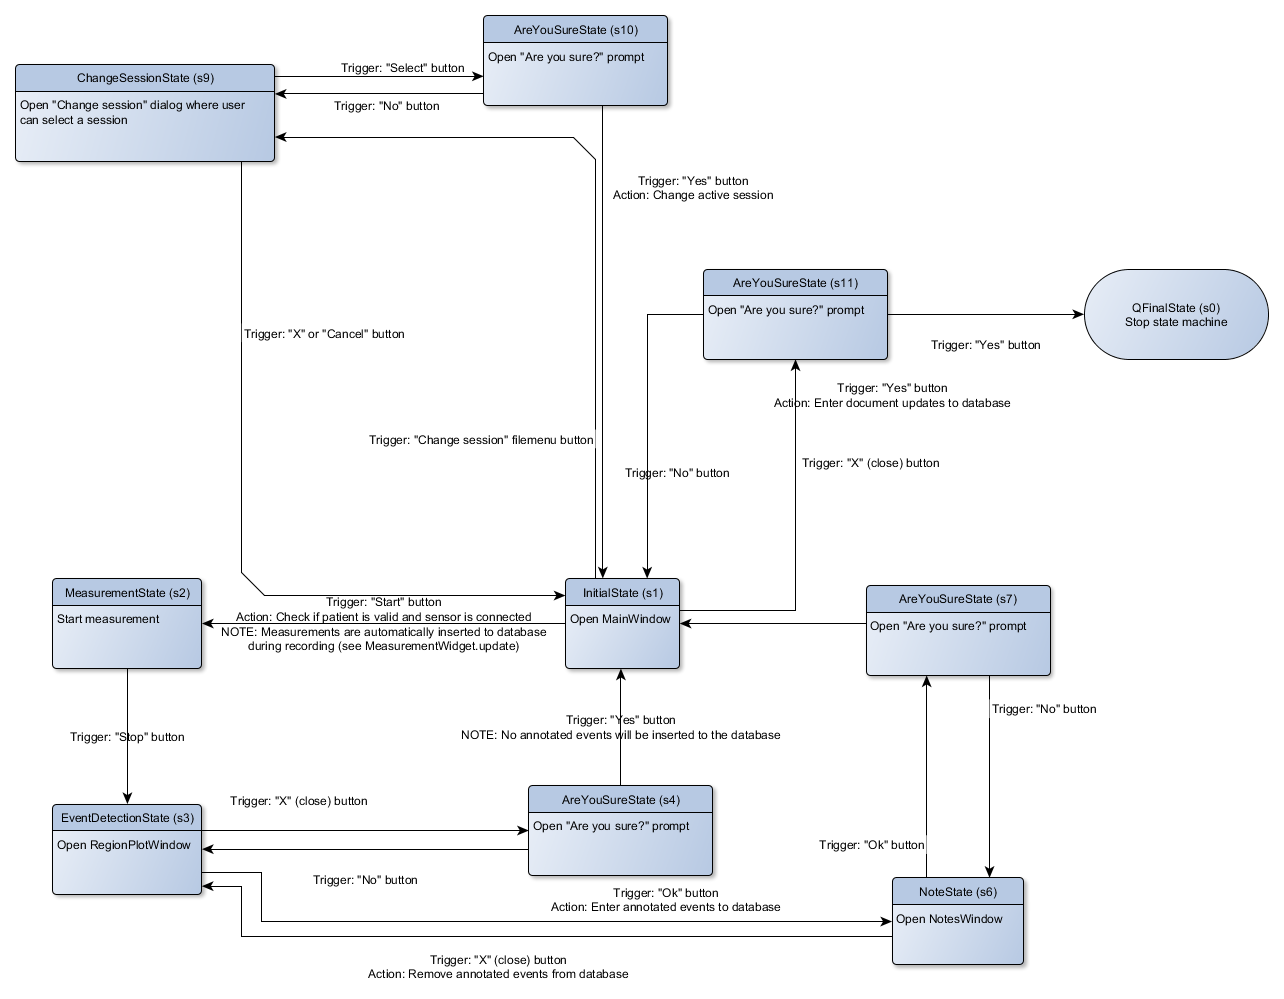 AreYouSureState (s10)
Open "Are you sure?" prompt
ChangeSessionState (s9)
Open "Change session" dialog where user
can select a session
Trigger: "Select" button
Trigger: "No" button
Trigger: "Yes" button
Action: Change active session
AreYouSureState (s11)
Open "Are you sure?" prompt
QFinalState (s0)
Stop state machine
Trigger: "X" or "Cancel" button
Trigger: "Yes" button
Trigger: "Yes" button
Action: Enter document updates to database
Trigger: "Change session" filemenu button
Trigger: "No" button
Trigger: "X" (close) button
MeasurementState (s2)
Start measurement
Trigger: "Start" button
Action: Check if patient is valid and sensor is connected
NOTE: Measurements are automatically inserted to database
during recording (see MeasurementWidget.update)
InitialState (s1)
Open MainWindow
AreYouSureState (s7)
Open "Are you sure?" prompt
Trigger: "Stop" button
Trigger: "Yes" button
NOTE: No annotated events will be inserted to the database
Trigger: "No" button
EventDetectionState (s3)
Open RegionPlotWindow
Trigger: "X" (close) button
AreYouSureState (s4)
Open "Are you sure?" prompt
Trigger: "No" button
Trigger: "Ok" button
Trigger: "Ok" button
Action: Enter annotated events to database
NoteState (s6)
Open NotesWindow
Trigger: "X" (close) button
Action: Remove annotated events from database